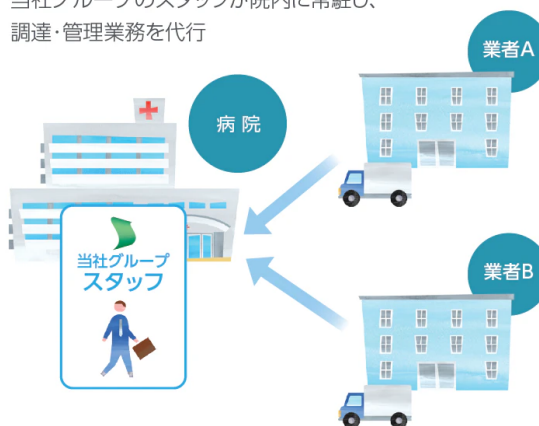 当社グループのスタッフが院内に常駐し、
調達・管理業務を代行
業者A
病院
当社グループ
スタッフ
業者B